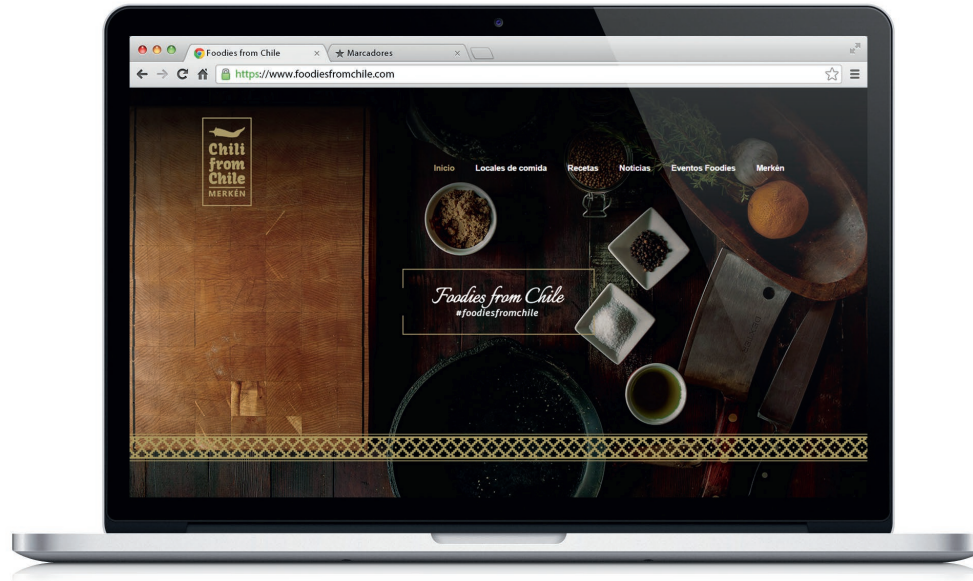 Foodies from Chile
Marcadores
https://www.foodiesfromchile.com
Chili
from
Chile
MERKÉN
Inicio Locales de comida Recetas Noticias Eventos Foodies Merkén
Foodies from Chile
#foodiesfromchile